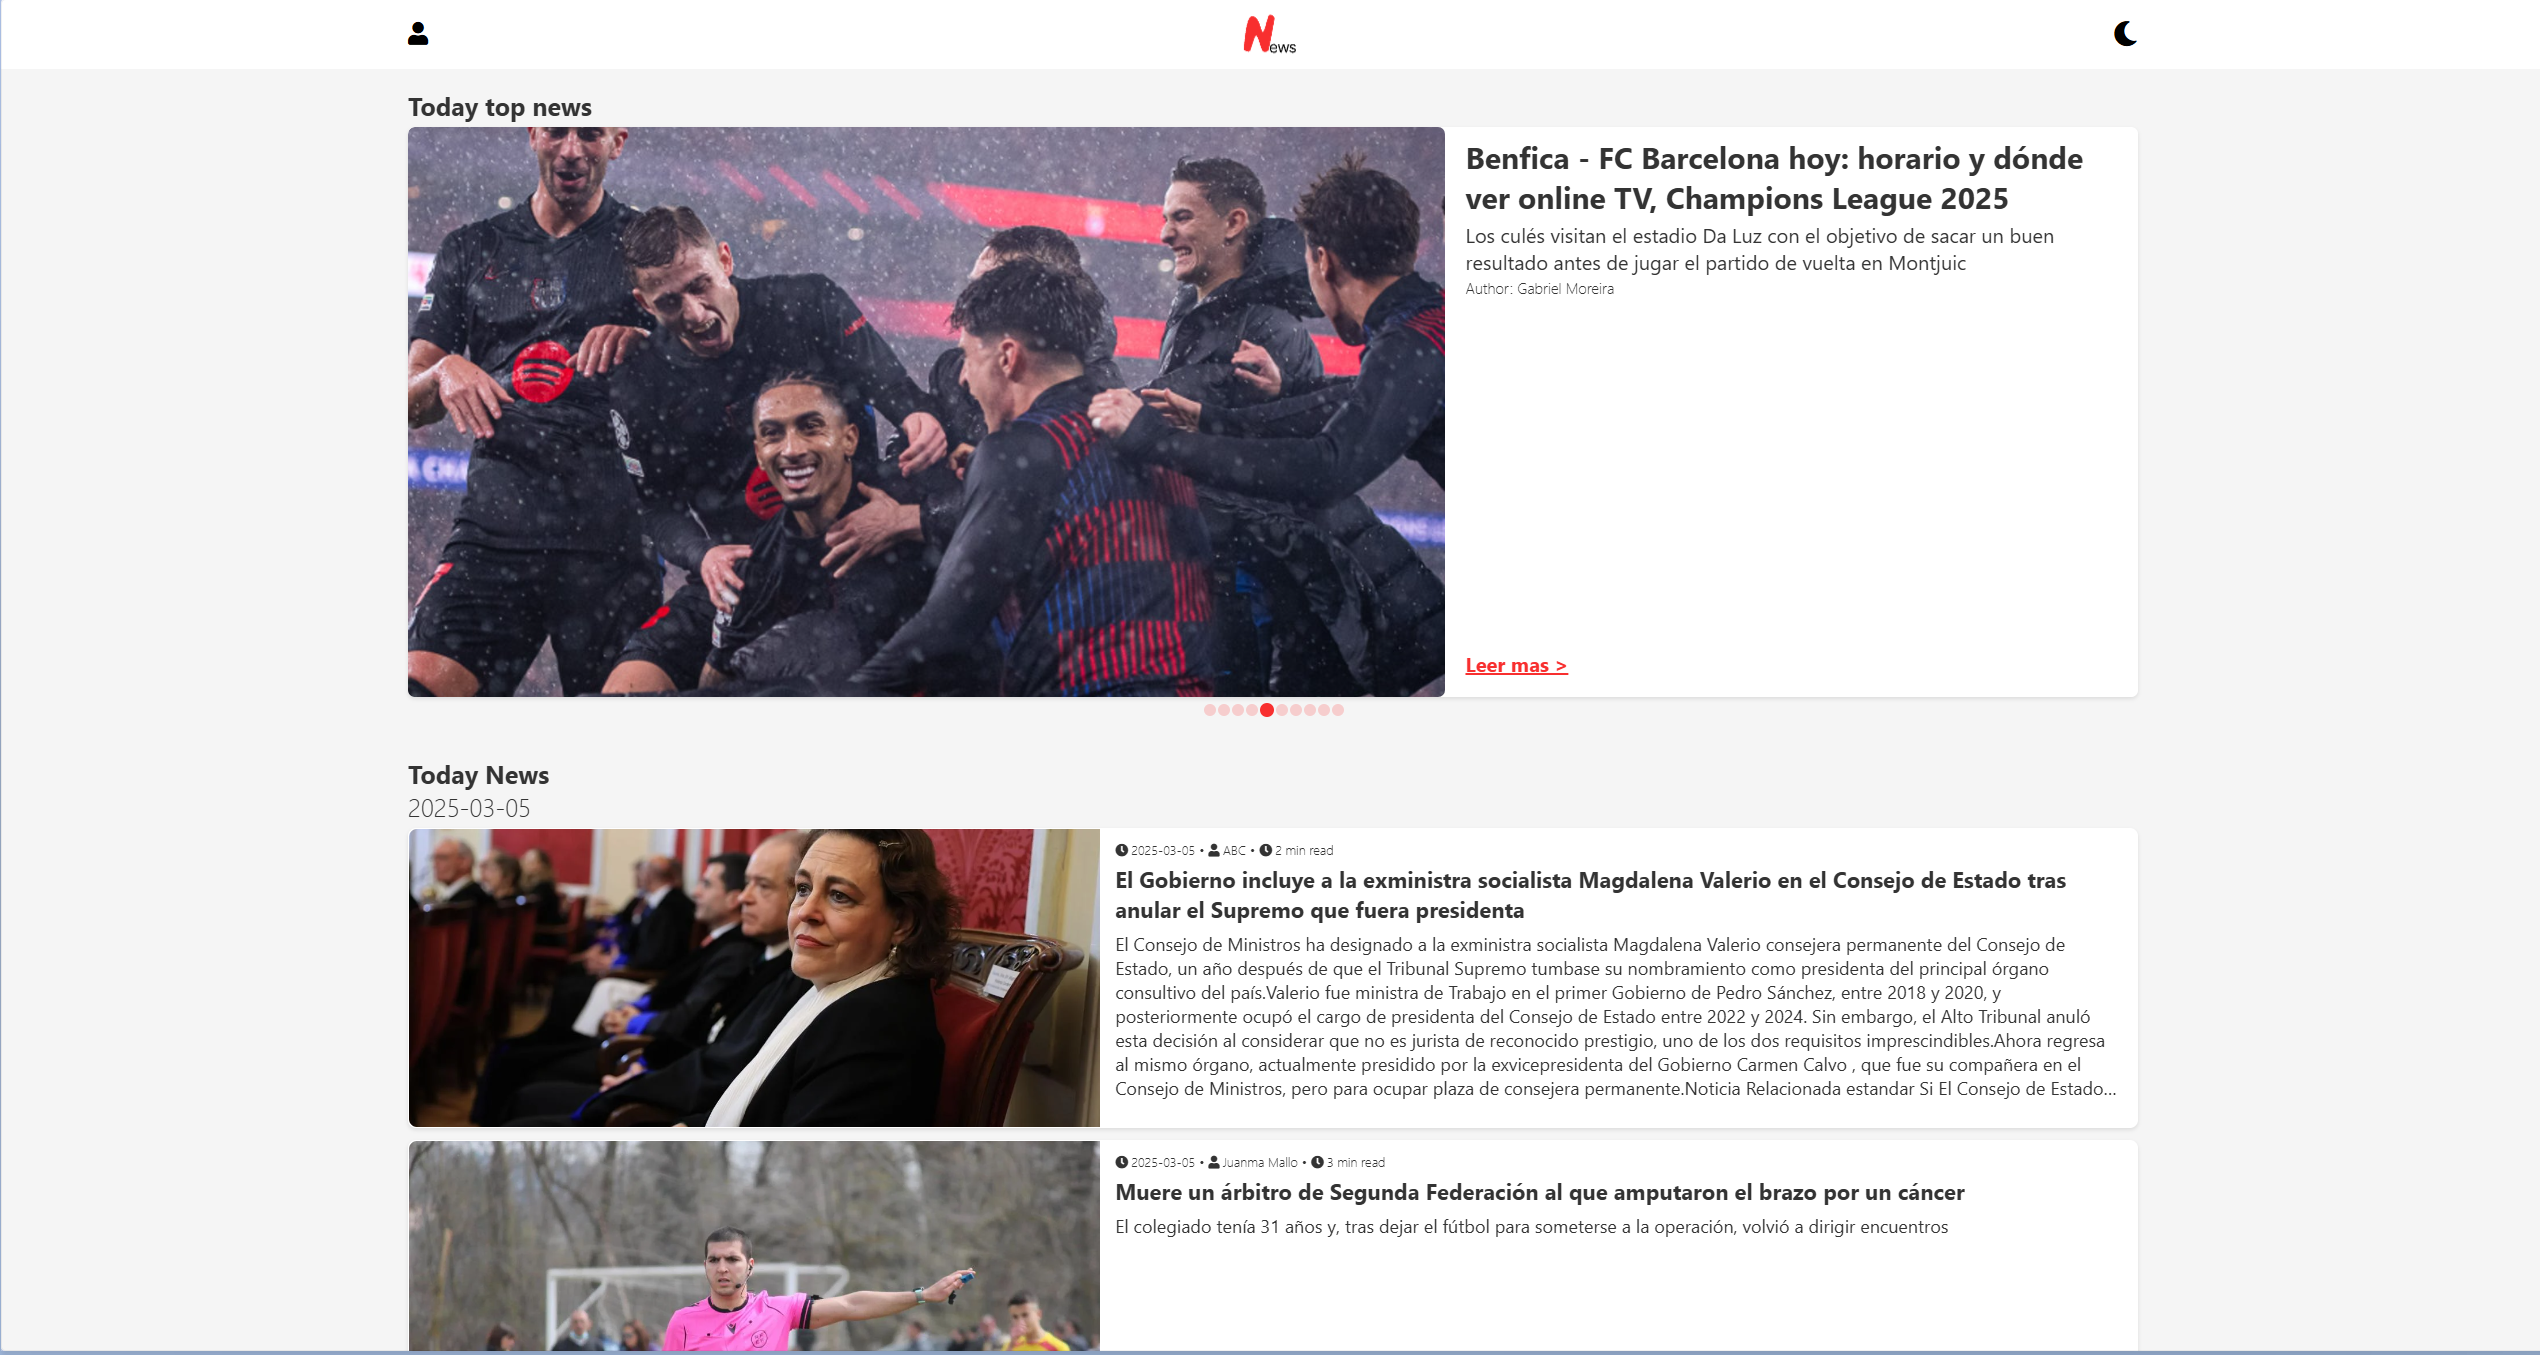 News
Today top news
Benfica - FC Barcelona hoy: horario y dónde
ver online TV, Champions League 2025
Los culés visitan el estadio Da Luz con el objetivo de sacar un buen
resultado antes de jugar el partido de vuelta en Montjuic
Author: Gabriel Moreira
Leer mas >
Today News
2025-03-05
2025-03-05 • ABC • 2 min read
El Gobierno incluye a la exministra socialista Magdalena Valerio en el Consejo de Estado tras
anular el Supremo que fuera presidenta
El Consejo de Ministros ha designado a la exministra socialista Magdalena Valerio consejera permanente del Consejo de
Estado, un año después de que el Tribunal Supremo tumbase su nombramiento como presidenta del principal órgano
consultivo del país.Valerio fue ministra de Trabajo en el primer Gobierno de Pedro Sánchez, entre 2018 y 2020, y
posteriormente ocupó el cargo de presidenta del Consejo de Estado entre 2022 y 2024. Sin embargo, el Alto Tribunal anuló
esta decisión al considerar que no es jurista de reconocido prestigio, uno de los dos requisitos imprescindibles.Ahora regresa
al mismo órgano, actualmente presidido por la exvicepresidenta del Gobierno Carmen Calvo , que fue su compañera en el
Consejo de Ministros, pero para ocupar plaza de consejera permanente.Noticia Relacionada estandar Si El Consejo de Estado...
2025-03-05 • Juanma Mallo • 3 min read
Muere un árbitro de Segunda Federación al que amputaron el brazo por un cáncer
El colegiado tenía 31 años y, tras dejar el fútbol para someterse a la operación, volvió a dirigir encuentros